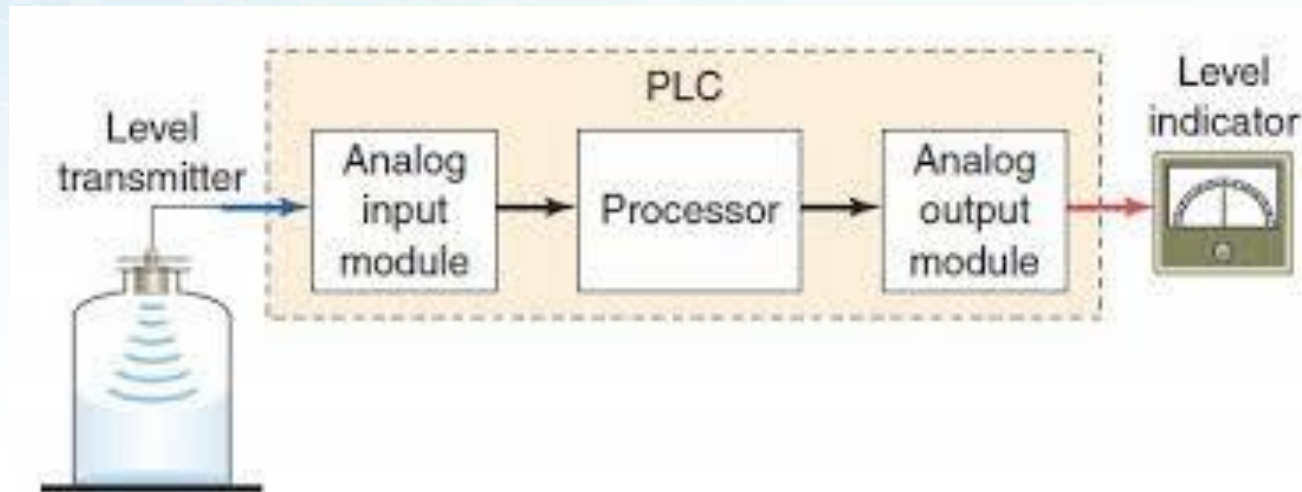 PLC
Level
transmitter
Analog
input
module
Processor
Analog
output
module
Level
indicator